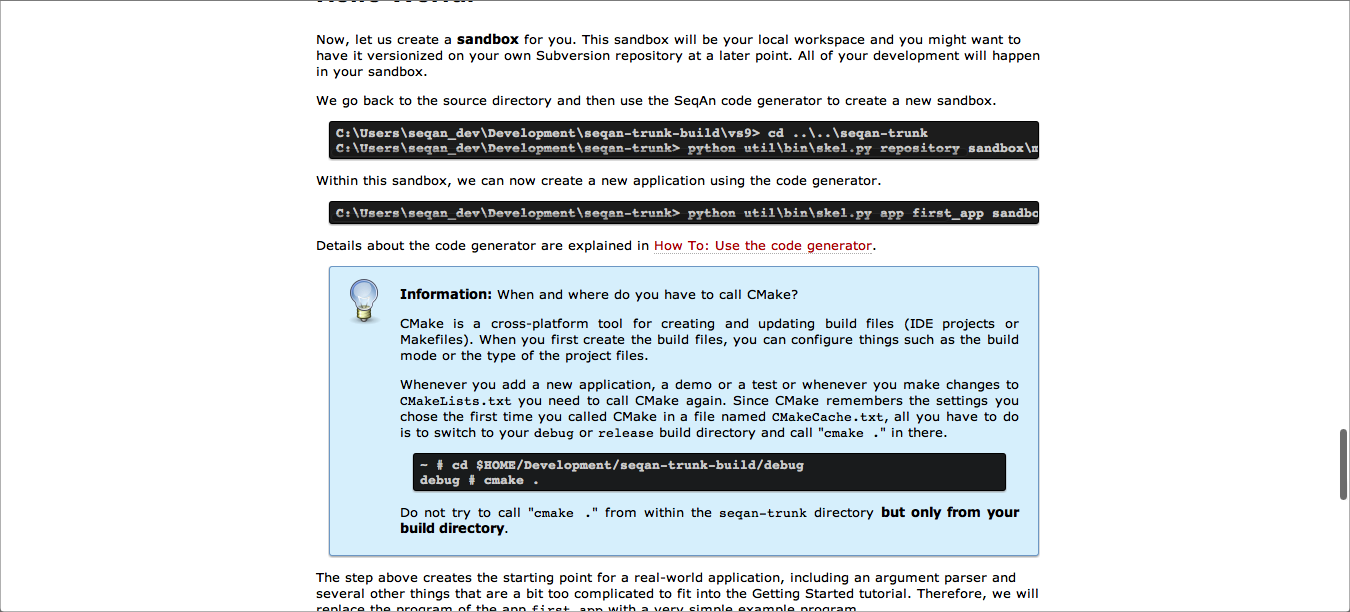 Now, let us create a sandbox for you. This sandbox will be your local workspace and you might want to
have it versionized on your own Subversion repository at a later point. All of your development will happen
in your sandbox.
We go back to the source directory and then use the SeqAn code generator to create a new sandbox.
C:\Users\seqan_dev\Development\seqan-trunk-build\vs9> cd ..\..\seqan-trunk
C:\Users\seqan_dev\Development\seqan-trunk> python util\bin\skel.py repository sandbox\m
Within this sandbox, we can now create a new application using the code generator.
C:\Users\seqan_dev\Development\seqan-trunk> python util\bin\skel.py app first_app sandbo
Details about the code generator are explained in How To: Use the code generator.
Information: When and where do you have to call CMake?
CMake is a cross-platform tool for creating and updating build files (IDE projects or
Makefiles). When you first create the build files, you can configure things such as the build
mode or the type of the project files.
Whenever you add a new application, a demo or a test or whenever you make changes to
CMakeLists.txt you need to call CMake again. Since CMake remembers the settings you
chose the first time you called CMake in a file named CMakeCache.txt, all you have to do
is to switch to your debug or release build directory and call "cmake ." in there.
~ # cd $HOME/Development/seqan-trunk-build/debug
debug # cmake .
Do not try to call "cmake ." from within the seqan-trunk directory but only from your
build directory.
The step above creates the starting point for a real-world application, including an argument parser and
several other things that are a bit too complicated to fit into the Getting Started tutorial. Therefore, we will
replace the program of the app first_app with a very simple example program.